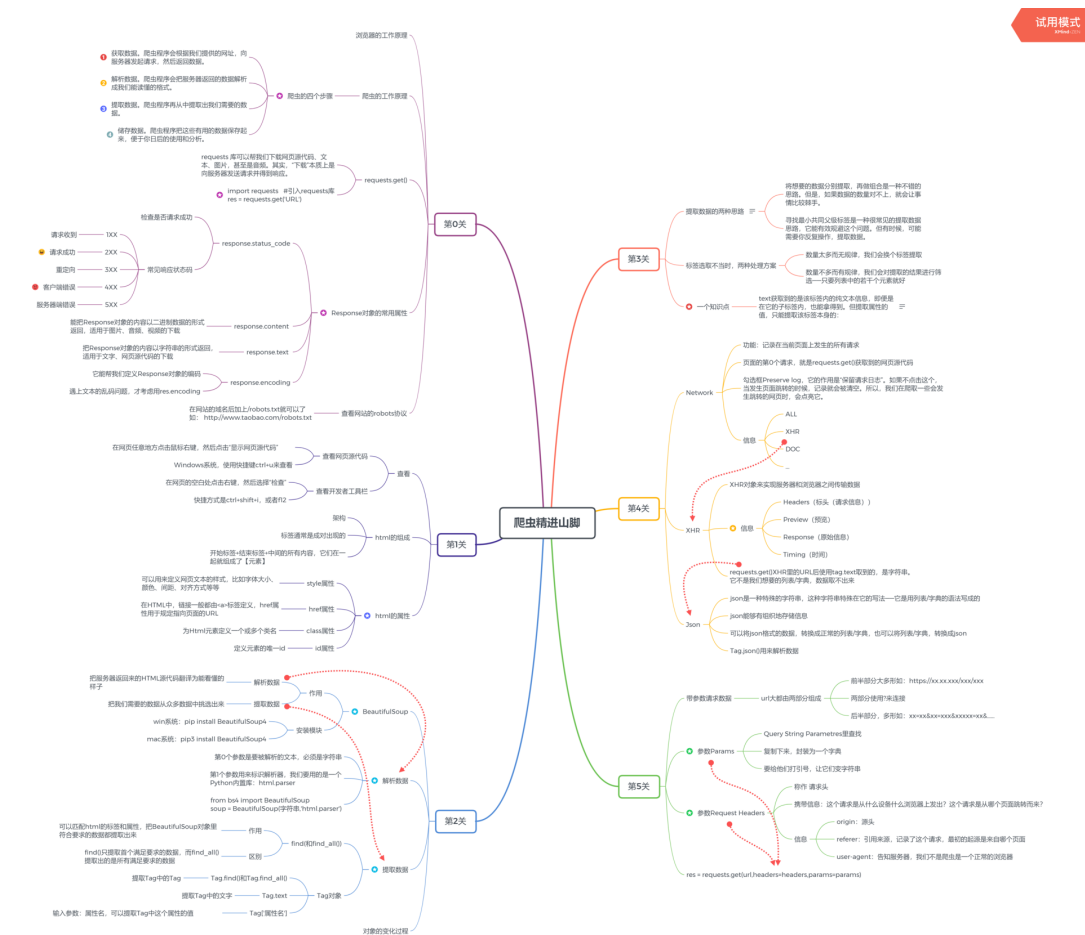 试用模式
XMind-ZEN
爬虫精进山脚
第0关
浏览器的工作原理
爬虫的工作原理
爬虫的四个步骤
1
获取数据。爬虫程序会根据我们提供的网址，向
服务器发起请求，然后返回数据。
2
解析数据。爬虫程序会把服务器返回的数据解析
成我们能读懂的格式。
3
提取数据。爬虫程序再从中提取出我们需要的数
据。
4
储存数据。爬虫程序把这些有用的数据保存起
来，便于你日后的使用和分析。
requests.get()
requests 库可以帮我们下载网页源代码、文
本、图片，甚至是音频。其实，“下载”本质上是
向服务器发送请求并得到响应。
import requests #引入requests库
res = requests.get('URL')
Response对象的常用属性
response.status_code
检查是否请求成功
常见响应状态码
1XX
请求收到
2XX
请求成功
3XX
重定向
4XX
客户端错误
5XX
服务器端错误
response.content
能把Response对象的内容以二进制数据的形式
返回，适用于图片、音频、视频的下载
response.text
把Response对象的内容以字符串的形式返回，
适用于文字、网页源代码的下载
response.encoding
它能帮我们定义Response对象的编码
遇上文本的乱码问题，才考虑用res.encoding
查看网站的robots协议
在网站的域名后加上/robots.txt就可以了
如： http://www.taobao.com/robots.txt
第1关
查看
查看网页源代码
在网页任意地方点击鼠标右键，然后点击“显示网页源代码”
Windows系统，使用快捷键ctrl+u来查看
查看开发者工具栏
在网页的空白处点击右键，然后选择“检查”
快捷方式是ctrl+shift+i，或者f12
html的组成
架构
标签通常是成对出现的
开始标签+结束标签+中间的所有内容，它们在一
起就组成了【元素】
html的属性
style属性
可以用来定义网页文本的样式，比如字体大小、
颜色、间距、对齐方式等等
href属性
在HTML中，链接一般都由<a>标签定义，href属
性用于规定指向页面的URL
class属性
为Html元素定义一个或多个类名
id属性
定义元素的唯一id
第2关
BeautifulSoup
作用
解析数据
把服务器返回来的HTML源代码翻译为能看懂的
样子
提取数据
把我们需要的数据从众多数据中挑选出来
安装模块
win系统：pip install BeautifulSoup4
mac系统：pip3 install BeautifulSoup4
解析数据
第0个参数是要被解析的文本，必须是字符串
第1个参数用来标识解析器，我们要用的是一个
Python内置库：html.parser
from bs4 import BeautifulSoup
soup = BeautifulSoup(字符串,'html.parser')
提取数据
find()和find_all()
作用
可以匹配html的标签和属性，把BeautifulSoup对象里
符合要求的数据都提取出来
区别
find()只提取首个满足要求的数据，而find_all()
提取出的是所有满足要求的数据
Tag对象
Tag.find()和Tag.find_all()
提取Tag中的Tag
Tag.text
提取Tag中的文字
Tag['属性名']
输入参数：属性名，可以提取Tag中这个属性的值
对象的变化过程
第3关
提取数据的两种思路
将想要的数据分别提取，再做组合是一种不错的
思路。但是，如果数据的数量对不上，就会让事
情比较棘手。
寻找最小共同父级标签是一种很常见的提取数据
思路，它能有效规避这个问题。但有时候，可能
需要你反复操作，提取数据。
标签选取不当时，两种处理方案
数量太多而无规律，我们会换个标签提取
数量不多而有规律，我们会对提取的结果进行筛
选——只要列表中的若干个元素就好
一个知识点
text获取到的是该标签内的纯文本信息，即便是
在它的子标签内，也能拿得到。但提取属性的
值，只能提取该标签本身的:
第4关
Network
功能：记录在当前页面上发生的所有请求
页面的第0个请求，就是requests.get()获取到的网页源代码
勾选框Preserve log，它的作用是“保留请求日志”。如果不点击这个，
当发生页面跳转的时候，记录就会被清空。所以，我们在爬取一些会发
生跳转的网页时，会点亮它。
信息
ALL
XHR
DOC
...
XHR
XHR对象来实现服务器和浏览器之间传输数据
信息
Headers（标头（请求信息））
Preview（预览）
Response（原始信息）
Timing（时间）
requests.get()XHR里的URL后使用tag.text取到的，是字符串。
它不是我们想要的列表/字典，数据取不出来
Json
json是一种特殊的字符串，这种字符串特殊在它的写法——它是用列表/字典的语法写成的
json能够有组织地存储信息
可以将json格式的数据，转换成正常的列表/字典，也可以将列表/字典，转换成json
Tag.json()用来解析数据
第5关
带参数请求数据
url大都由两部分组成
前半部分大多形如：https://xx.xx.xxx/xxx/xxx
两部分使用?来连接
后半部分，多形如：xx=xx&xx=xxx&xxxxx=xx&.....
参数Params
Query String Parametres里查找
复制下来，封装为一个字典
要给他们打引号，让它们变字符串
参数Request Headers
称作 请求头
携带信息：这个请求是从什么设备什么浏览器上发出？这个请求是从哪个页面跳转而来？
信息
origin：源头
referer：引用来源，记录了这个请求，最初的起源是来自哪个页面
user-agent：告知服务器，我们不是爬虫是一个正常的浏览器
res = requests.get(url,headers=headers,params=params)